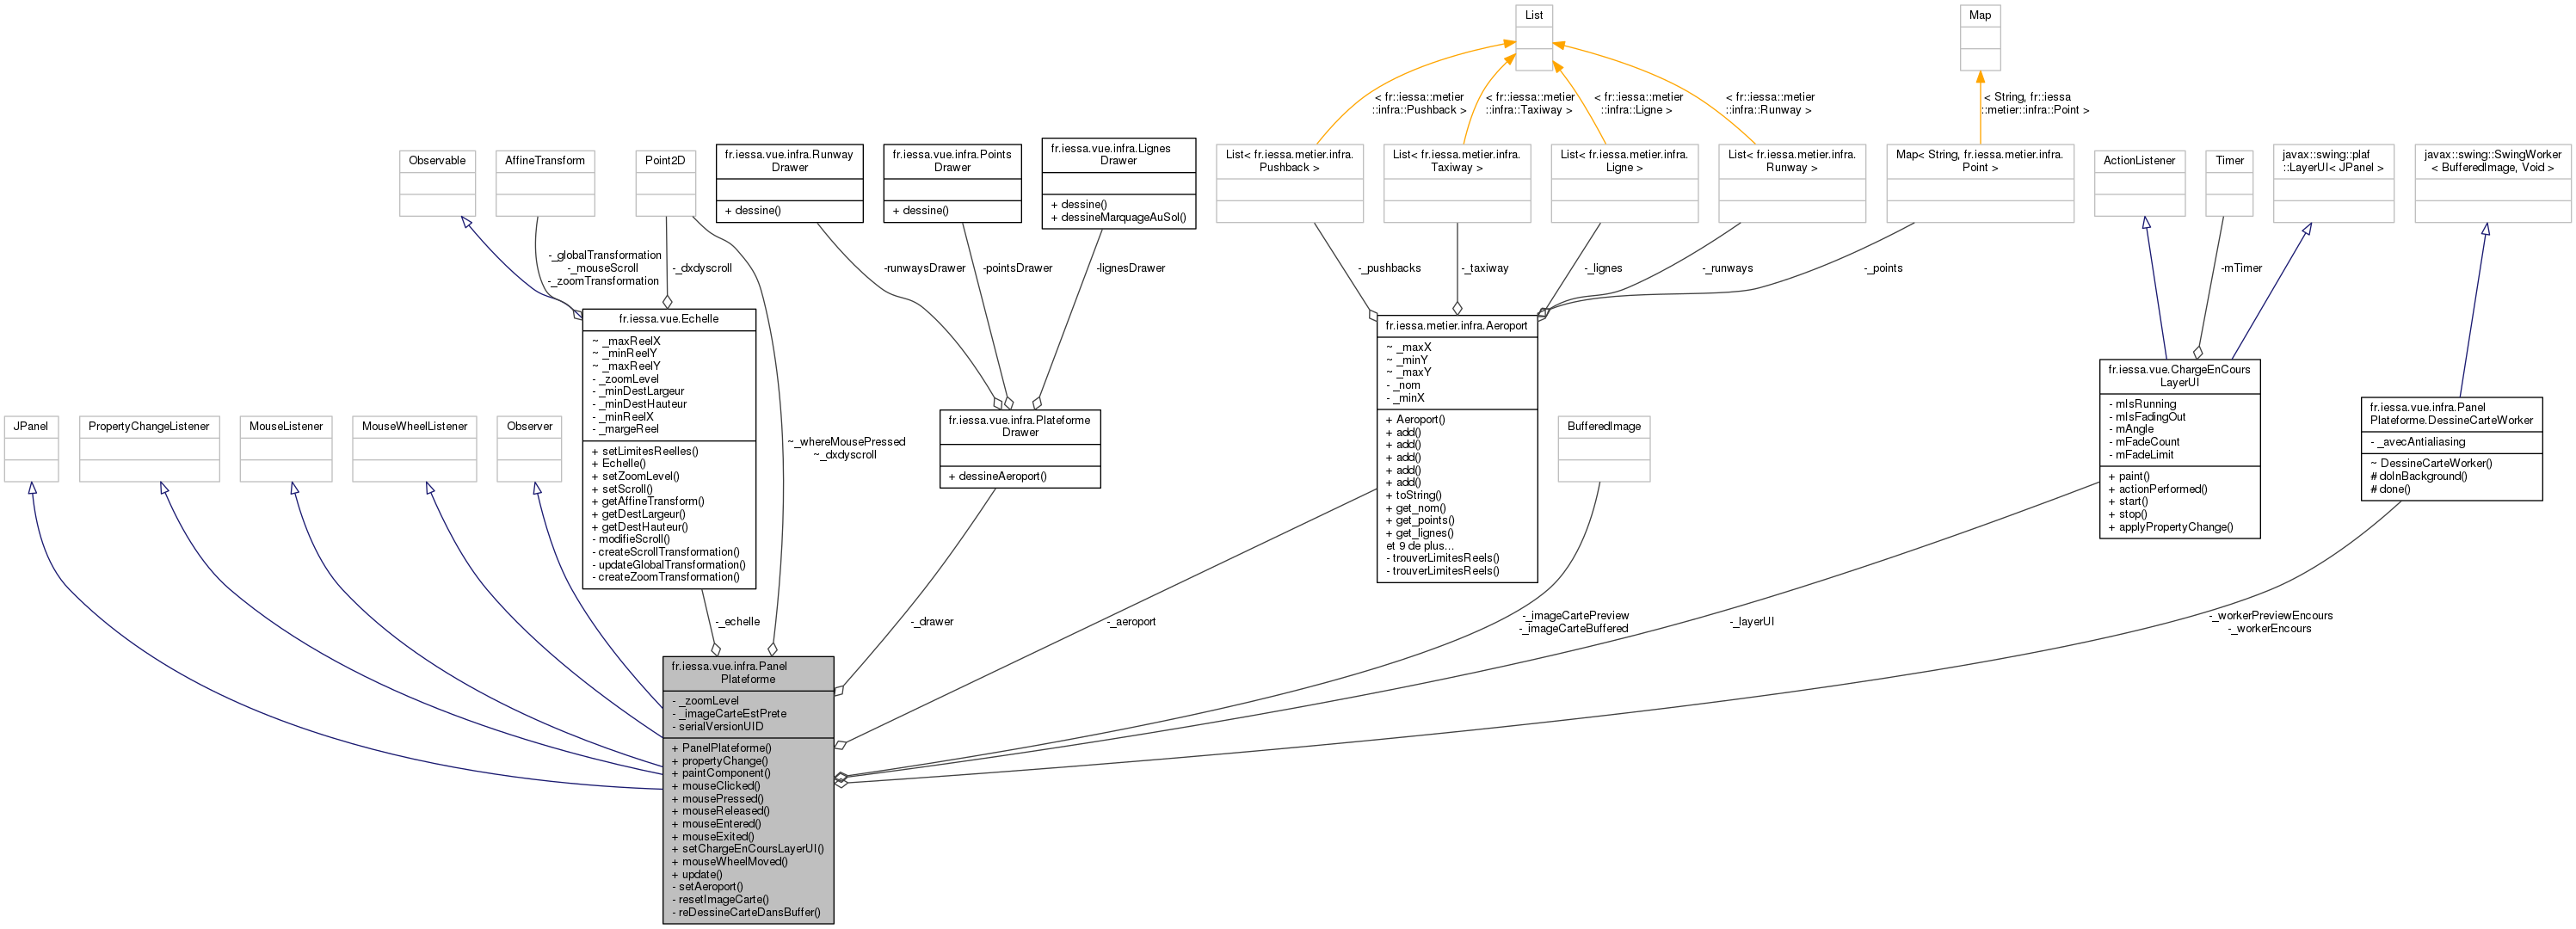 List
Map
< fr::iessa::metier
::infra::Pushback >
< fr::iessa::metier
::infra::Taxiway >
< fr::iessa::metier
::infra::Ligne >
< fr::iessa::metier
::infra::Runway >
< String, fr::iessa
::metier::infra::Point >
Observable
AffineTransform
Point2D
fr.iessa.vue.infra.Runway
Drawer
+ dessine()
fr.iessa.vue.infra.Points
Drawer
+ dessine()
fr.iessa.vue.infra.Lignes
Drawer
+ dessine()
+ dessineMarquageAuSol()
List< fr.iessa.metier.infra.
Pushback >
List< fr.iessa.metier.infra.
Taxiway >
List< fr.iessa.metier.infra.
Ligne >
List< fr.iessa.metier.infra.
Runway >
Map< String, fr.iessa.metier.infra.
Point >
ActionListener
Timer
javax::swing::plaf
::LayerUI< JPanel >
javax::swing::SwingWorker
< BufferedImage, Void >
-_globalTransformation
-_mouseScroll
-_zoomTransformation
-_dxdyscroll
-runwaysDrawer
-pointsDrawer
-lignesDrawer
-_pushbacks
-_taxiway
-_lignes
-_runways
-_points
-mTimer
fr.iessa.vue.Echelle
~ _maxReelX
~ _minReelY
~ _maxReelY
- _zoomLevel
- _minDestLargeur
- _minDestHauteur
- _minReelX
- _margeReel
+ setLimitesReelles()
+ Echelle()
+ setZoomLevel()
+ setScroll()
+ getAffineTransform()
+ getDestLargeur()
+ getDestHauteur()
- modifieScroll()
- createScrollTransformation()
- updateGlobalTransformation()
- createZoomTransformation()
fr.iessa.metier.infra.Aeroport
~ _maxX
~ _minY
~ _maxY
- _nom
- _minX
+ Aeroport()
+ add()
+ add()
+ add()
+ add()
+ add()
+ toString()
+ get_nom()
+ get_points()
+ get_lignes()
et 9 de plus...
- trouverLimitesReels()
- trouverLimitesReels()
fr.iessa.vue.ChargeEnCours
LayerUI
- mIsRunning
- mIsFadingOut
- mAngle
- mFadeCount
- mFadeLimit
+ paint()
+ actionPerformed()
+ start()
+ stop()
+ applyPropertyChange()
fr.iessa.vue.infra.Panel
Plateforme.DessineCarteWorker
- _avecAntialiasing
~ DessineCarteWorker()
# doInBackground()
# done()
JPanel
PropertyChangeListener
MouseListener
MouseWheelListener
Observer
~_whereMousePressed
~_dxdyscroll
fr.iessa.vue.infra.Plateforme
Drawer
+ dessineAeroport()
BufferedImage
-_echelle
-_drawer
-_aeroport
-_imageCartePreview
-_imageCarteBuffered
-_layerUI
-_workerPreviewEncours
-_workerEncours
fr.iessa.vue.infra.Panel
Plateforme
- _zoomLevel
- _imageCarteEstPrete
- serialVersionUID
+ PanelPlateforme()
+ propertyChange()
+ paintComponent()
+ mouseClicked()
+ mousePressed()
+ mouseReleased()
+ mouseEntered()
+ mouseExited()
+ setChargeEnCoursLayerUI()
+ mouseWheelMoved()
+ update()
- setAeroport()
- resetImageCarte()
- reDessineCarteDansBuffer()